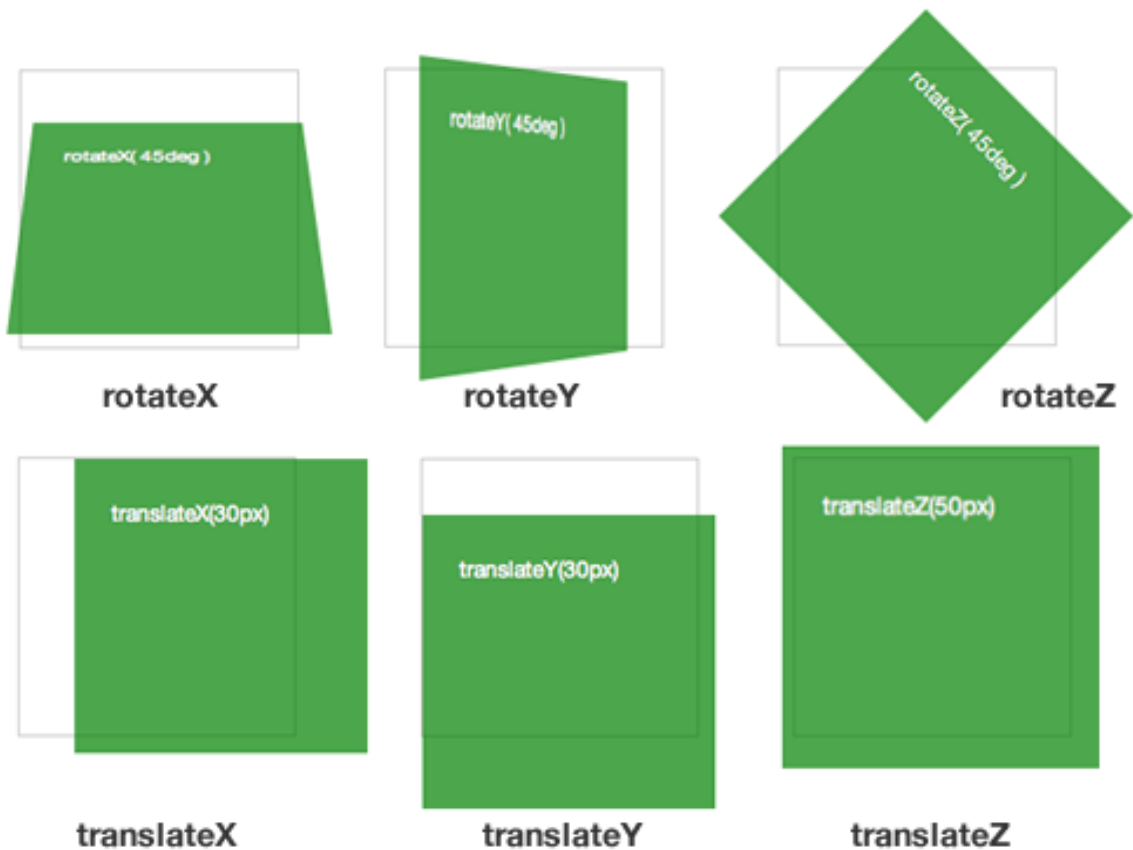 rotateX( 45deg )
rotateY( 45deg )
rotateZ( 45deg )
rotateX
rotateY
rotateZ
translateX(30px)
translateY(30px)
translateZ(50px)
translateX
translateY
translateZ